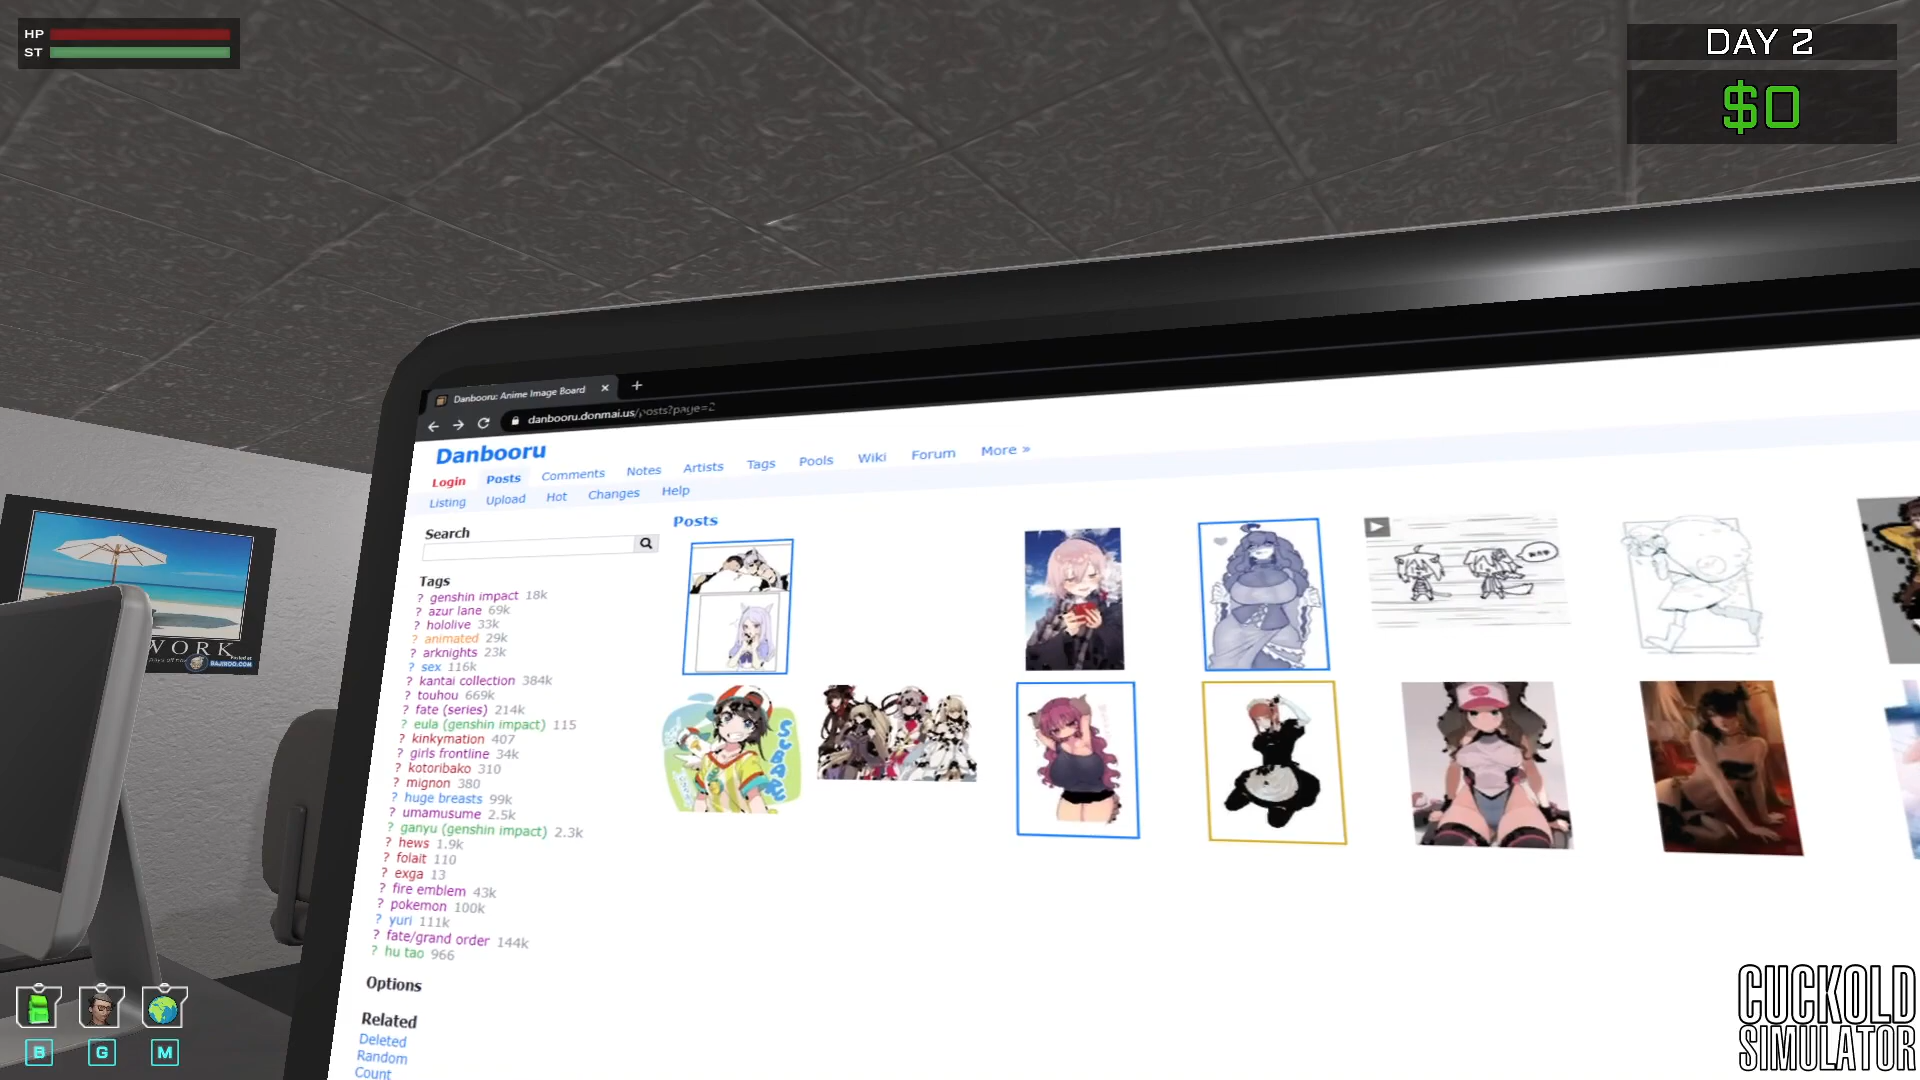 HP
ST
DAY 2
$0
Danbooru: Anime Image Board
danbooru.donmai.us/posts?page=2
Danbooru
Login Posts Comments Notes Artists Tags Pools Wiki Forum More »
Listing Upload Hot Changes Help
Search
Posts
Tags
? genshin impact 18k
? azur lane 69k
? hololive 33k
? animated 29k
? arknights 23k
? sex 116k
? kantai collection 384k
? touhou 669k
? fate (series) 214k
? eula (genshin impact) 115
? kinkymation 407
? girls frontline 34k
? kotoribako 310
? mignon 380
? huge breasts 99k
? umamusume 2.5k
? ganyu (genshin impact) 2.3k
? hews 1.9k
? folait 110
? exga 13
? fire emblem 43k
? pokemon 100k
? yuri 111k
? fate/grand order 144k
? hu tao 966
Options
Related
Deleted
Random
Count
SUBA
WORK
BAJIROO.COM
B G M
CUCKOLD
SIMULATOR